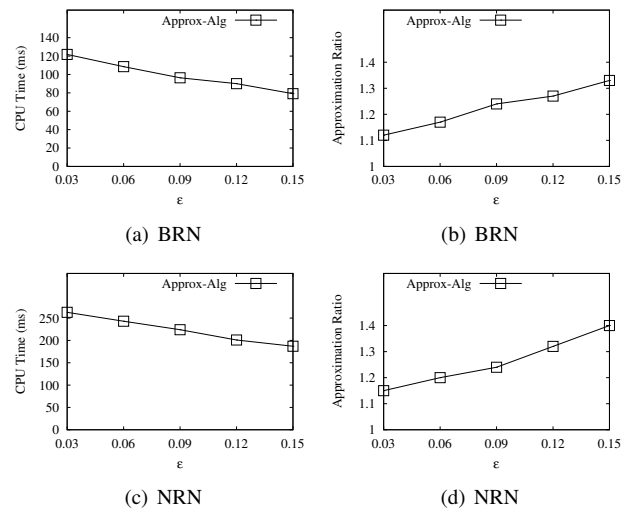 Approx-Alg
CPU Time (ms)
140
120
100
80
60
40
20
0
0.03 0.06 0.09 0.12 0.15
ε
(a) BRN
Approx-Alg
Approximation Ratio
1.4
1.3
1.2
1.1
1
0.03 0.06 0.09 0.12 0.15
ε
(b) BRN
Approx-Alg
CPU Time (ms)
250
200
150
100
50
0
0.03 0.06 0.09 0.12 0.15
ε
(c) NRN
Approx-Alg
Approximation Ratio
1.4
1.3
1.2
1.1
1
0.03 0.06 0.09 0.12 0.15
ε
(d) NRN